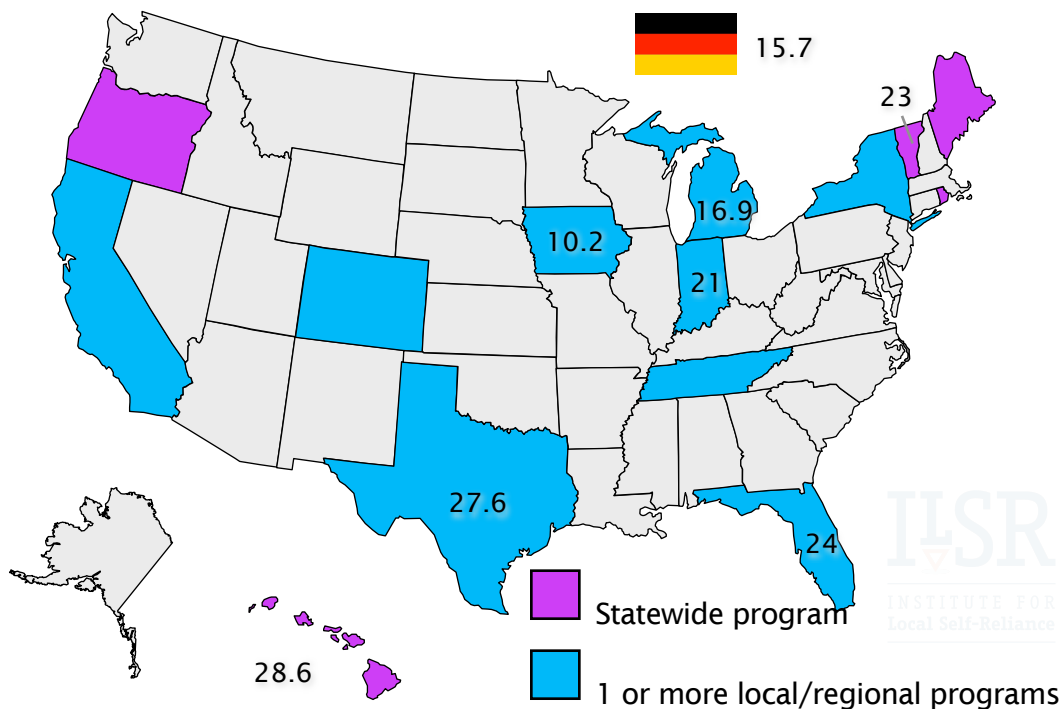 15.7
23
16.9
10.2
21
27.6
24
ILSR
INSTITUTE FOR
Local Self-Reliance
Statewide program
28.6
1 or more local/regional programs